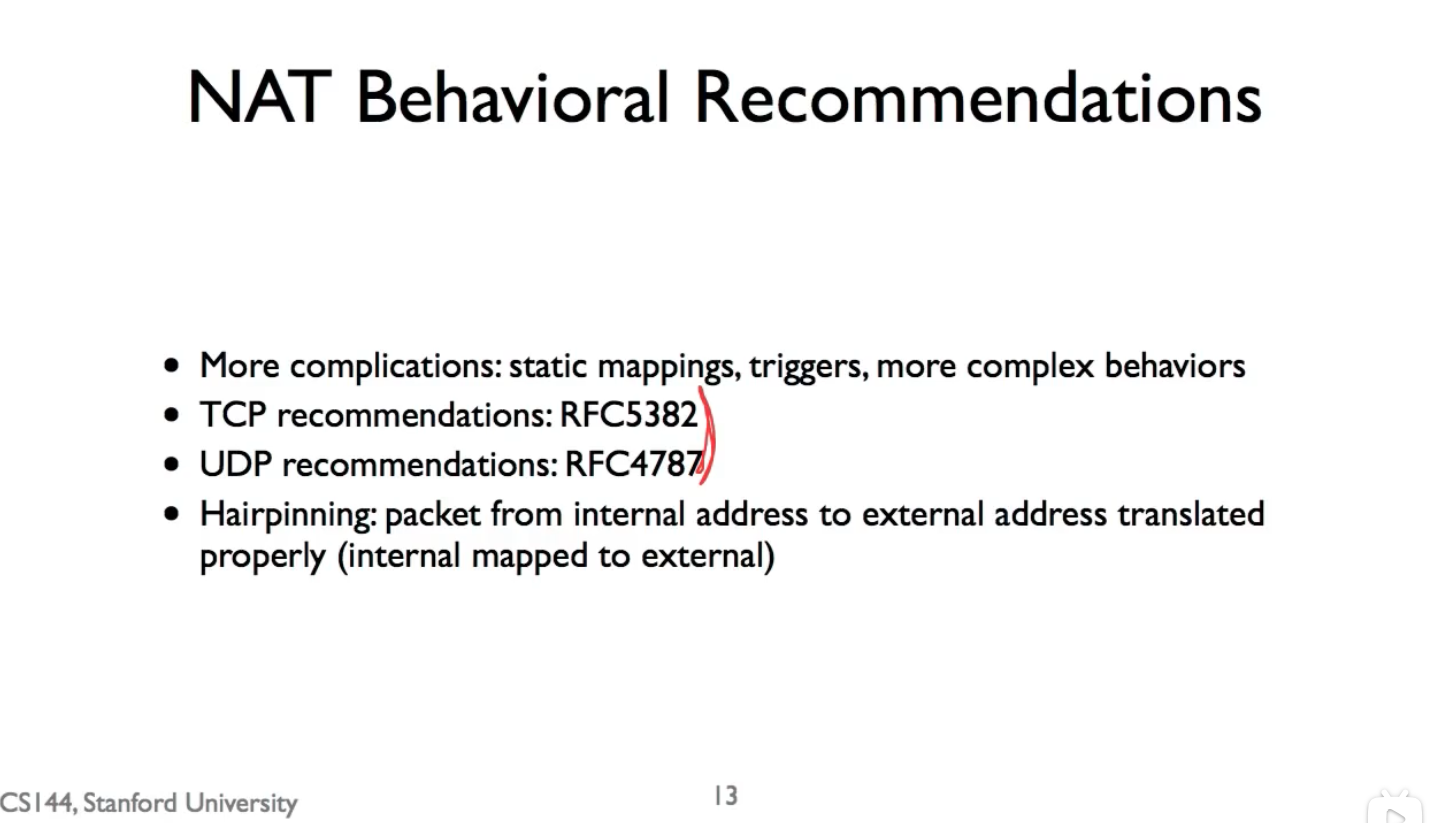 NAT Behavioral Recommendations
• More complications: static mappings, triggers, more complex behaviors
• TCP recommendations: RFC5382
• UDP recommendations: RFC4787
• Hairpinning: packet from internal address to external address translated
properly (internal mapped to external)
CS144, Stanford University
13